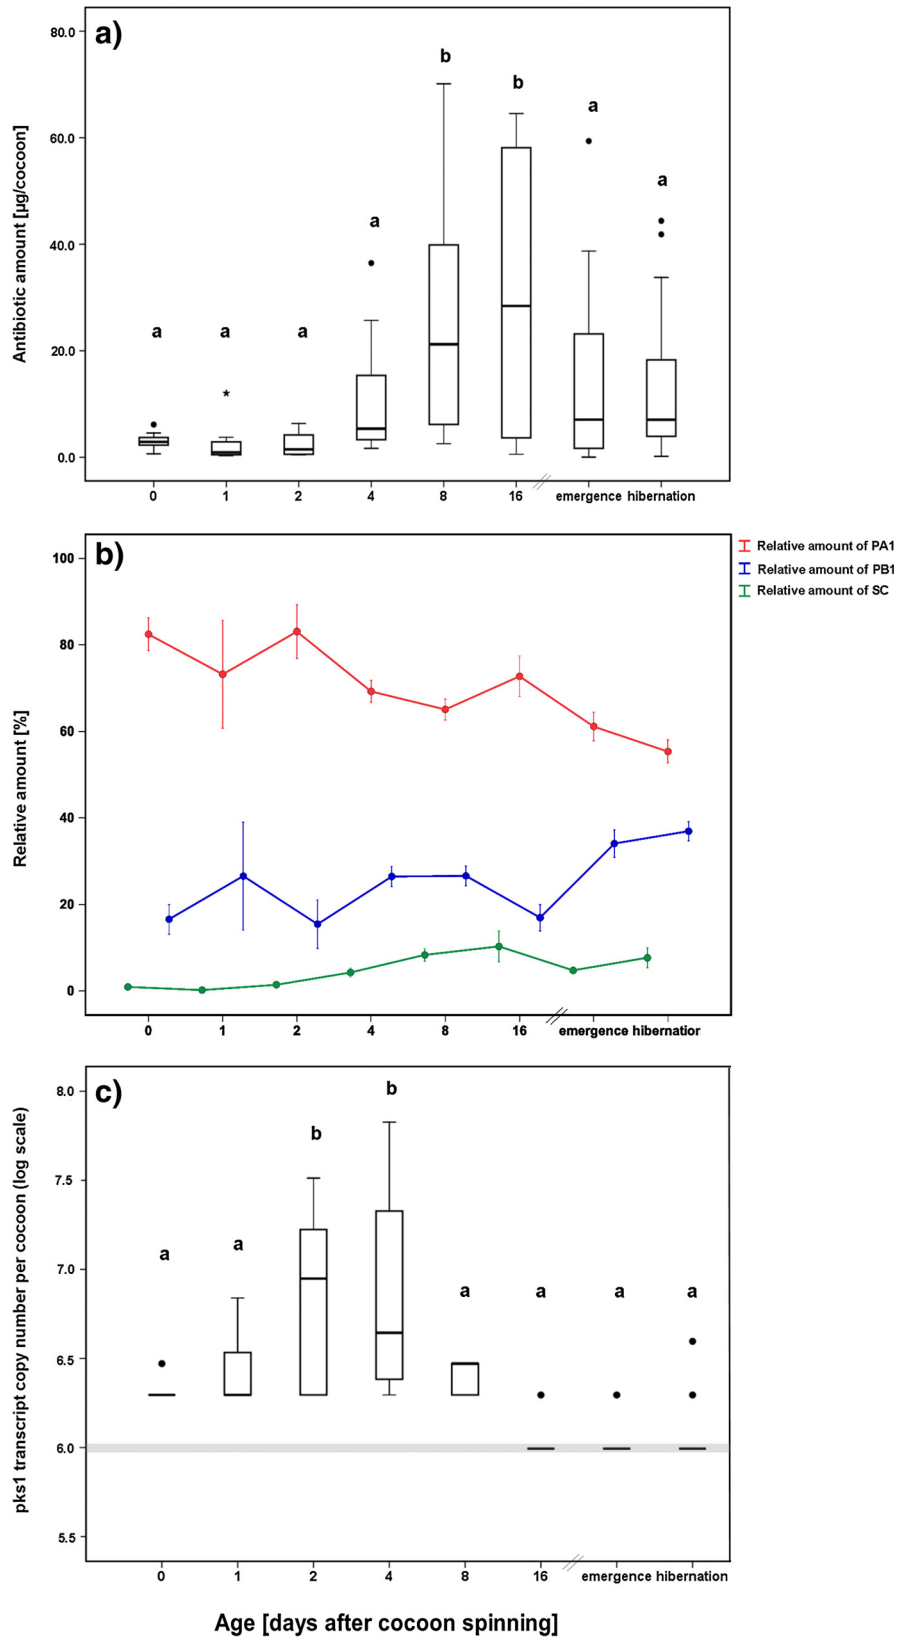 a)
80.0
60.0
40.0
20.0
0.0
Antibiotic amount [µg/cocoon]
a
a
a
a
b
b
a
a
*
0 1 2 4 8 16 emergence hibernation
b)
100
80
60
40
20
0
Relative amount [%]
Relative amount of PA1
Relative amount of PB1
Relative amount of SC
0 1 2 4 8 16 emergence hibernatior
c)
8.0
7.5
7.0
6.5
6.0
5.5
pks1 transcript copy number per cocoon (log scale)
a
a
b
b
a
a
a
a
0 1 2 4 8 16 emergence hibernation
Age [days after cocoon spinning]